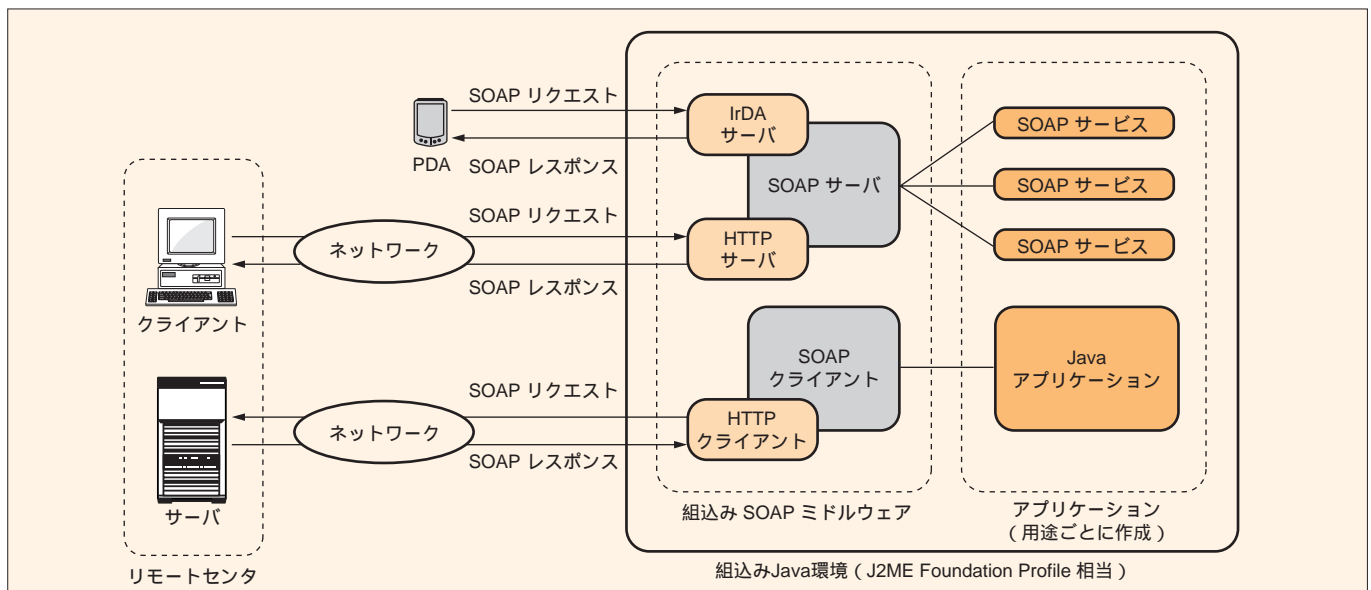 SOAP リクエスト
PDA
SOAP レスポンス
IrDA
サーバ
SOAP サーバ
SOAP サービス
SOAP サービス
SOAP サービス
クライアント
ネットワーク
SOAP リクエスト
SOAP レスポンス
HTTP
サーバ
SOAP
クライアント
Java
アプリケーション
サーバ
ネットワーク
SOAP リクエスト
SOAP レスポンス
HTTP
クライアント
リモートセンタ
組込み SOAP ミドルウェア
アプリケーション
(用途ごとに作成)
組込みJava環境(J2ME Foundation Profile 相当)